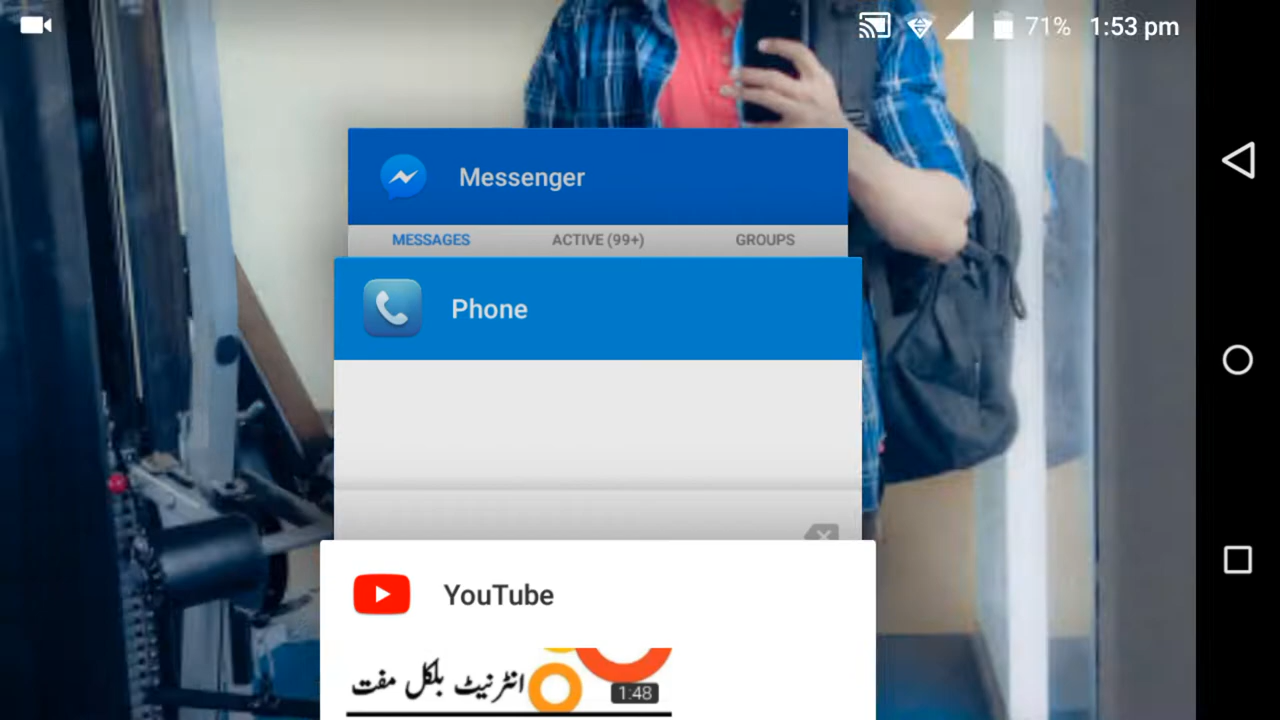 71% 1:53 pm
Messenger
MESSAGES ACTIVE (99+) GROUPS
Phone
YouTube
انٹرنیٹ بلکل مفت
1:48